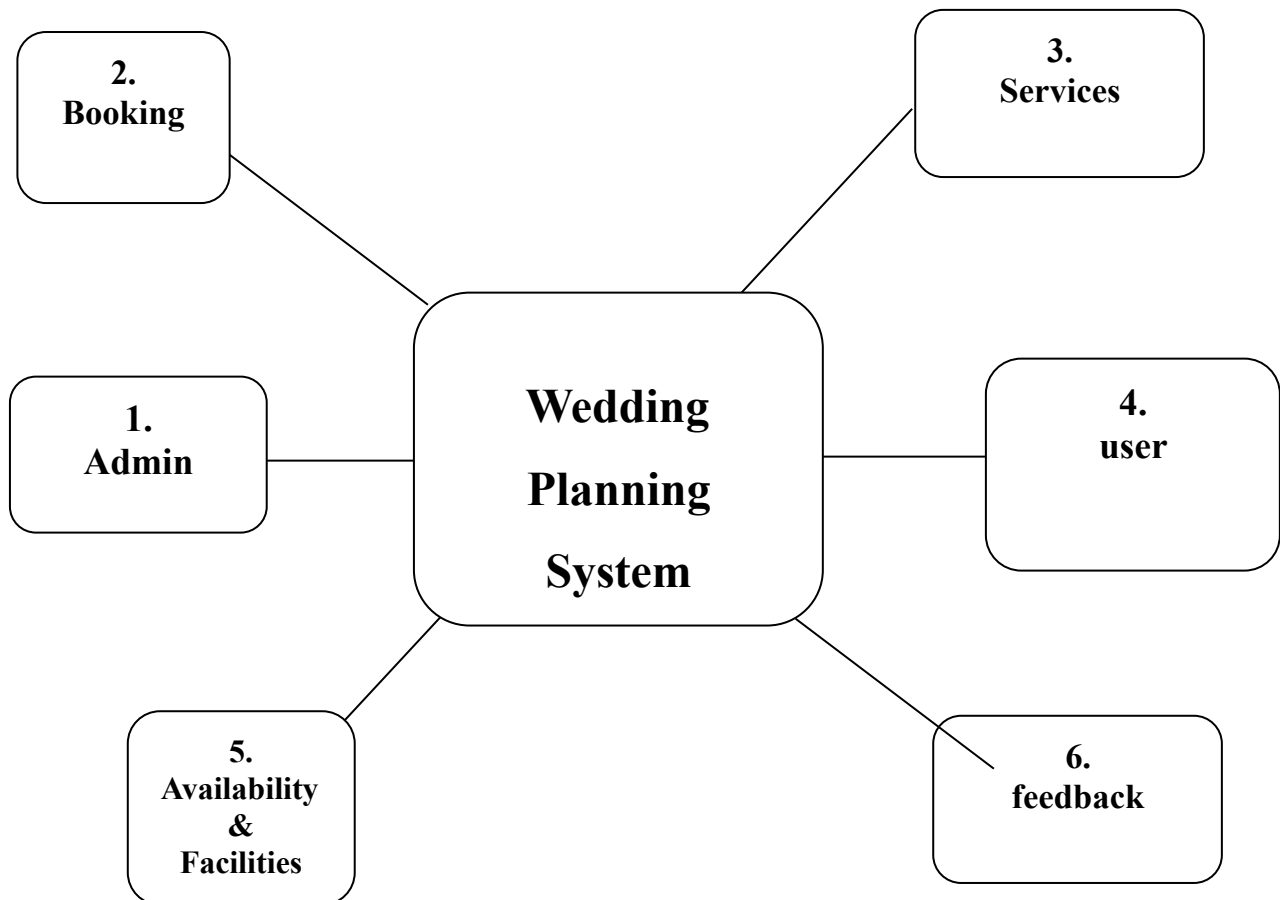 2.
Booking
3.
Services
1.
Admin
Wedding
Planning
System
4.
user
5.
Availability
&
Facilities
6.
feedback